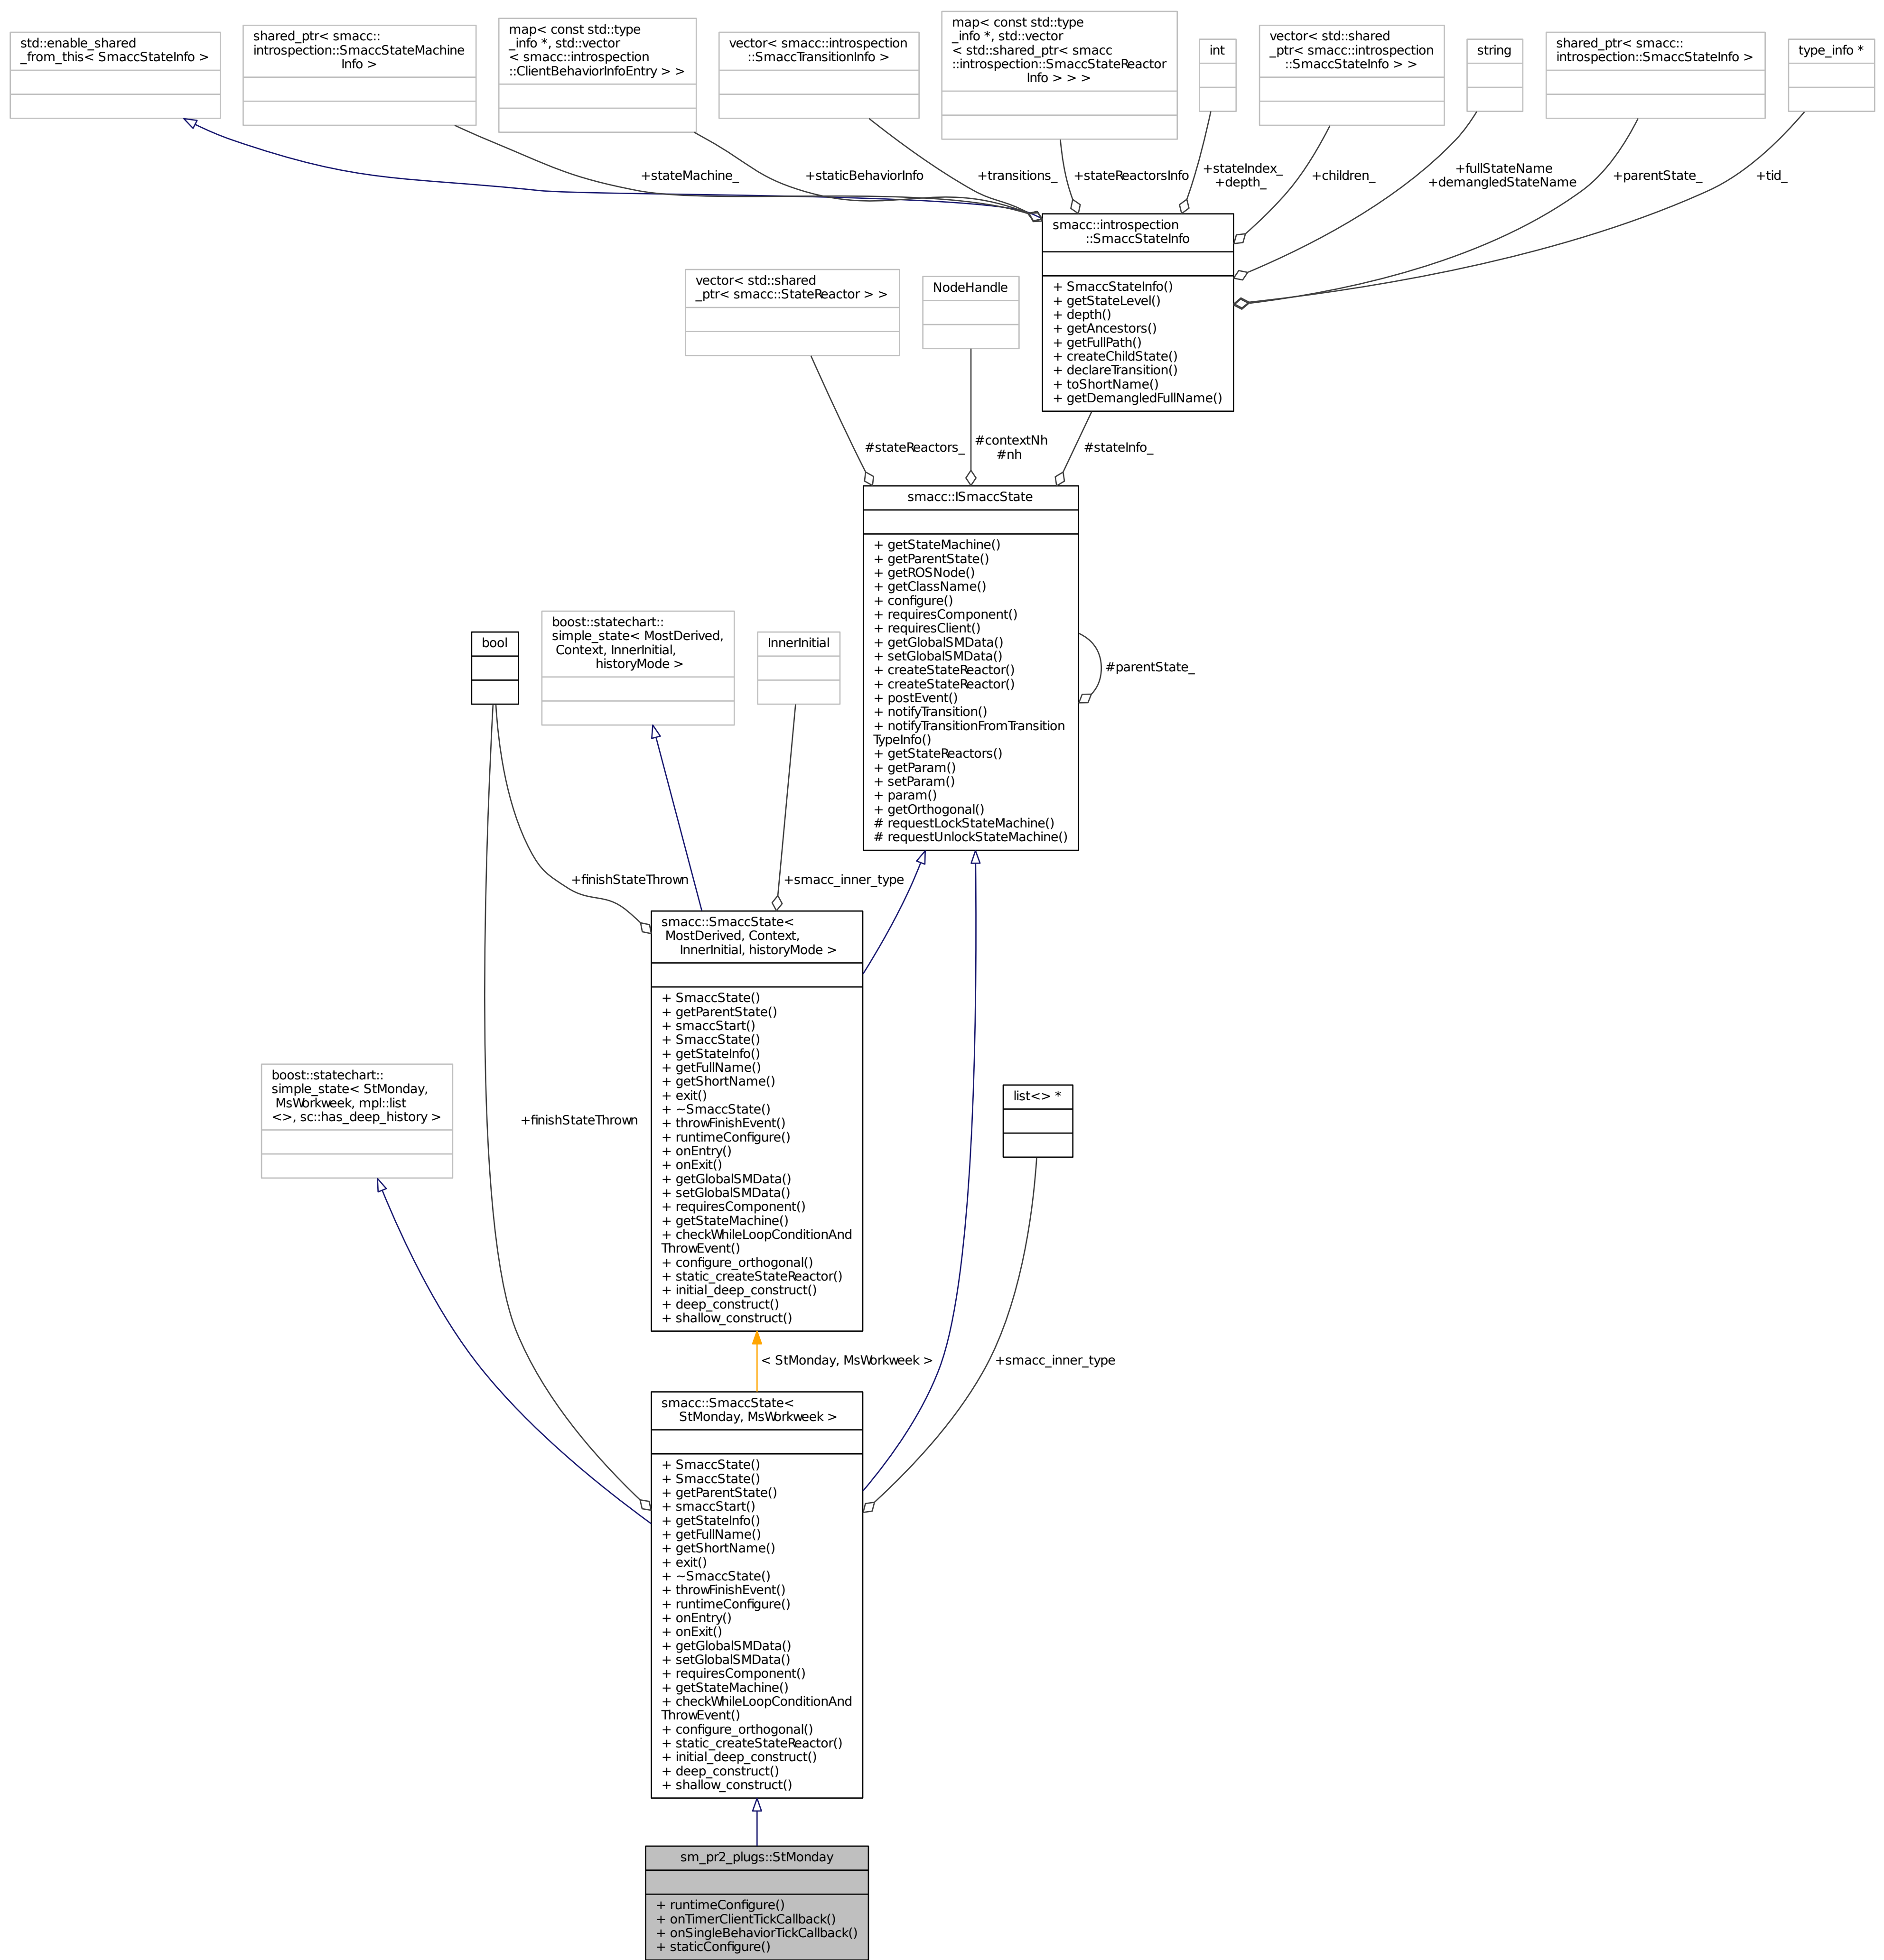 std::enable_shared
_from_this< SmaccStateInfo >
shared_ptr< smacc::
introspection::SmaccStateMachine
Info >
map< const std::type
_info *, std::vector
< smacc::introspection
::ClientBehaviorInfoEntry > >
vector< smacc::introspection
::SmaccTransitionInfo >
map< const std::type
_info *, std::vector
< std::shared_ptr< smacc
::introspection::SmaccStateReactor
Info > > >
int
vector< std::shared
_ptr< smacc::introspection
::SmaccStateInfo > >
string
shared_ptr< smacc::
introspection::SmaccStateInfo >
type_info *
+stateMachine_
+staticBehaviorInfo
+transitions_
+stateReactorsInfo
+stateIndex_
+depth_
+children_
+fullStateName
+demangledStateName
+parentState_
+tid_
smacc::introspection
::SmaccStateInfo
+ SmaccStateInfo()
+ getStateLevel()
+ depth()
+ getAncestors()
+ getFullPath()
+ createChildState()
+ declareTransition()
+ toShortName()
+ getDemangledFullName()
vector< std::shared
_ptr< smacc::StateReactor > >
NodeHandle
#stateReactors_
#contextNh
#nh
#stateInfo_
smacc::ISmaccState
+ getStateMachine()
+ getParentState()
+ getROSNode()
+ getClassName()
+ configure()
+ requiresComponent()
+ requiresClient()
+ getGlobalSMData()
+ setGlobalSMData()
+ createStateReactor()
+ createStateReactor()
+ postEvent()
+ notifyTransition()
+ notifyTransitionFromTransition
TypeInfo()
+ getStateReactors()
+ getParam()
+ setParam()
+ param()
+ getOrthogonal()
# requestLockStateMachine()
# requestUnlockStateMachine()
#parentState_
bool
boost::statechart::
simple_state< MostDerived,
Context, InnerInitial,
historyMode >
InnerInitial
+finishStateThrown
+smacc_inner_type
smacc::SmaccState<
MostDerived, Context,
InnerInitial, historyMode >
+ SmaccState()
+ getParentState()
+ smaccStart()
+ SmaccState()
+ getStateInfo()
+ getFullName()
+ getShortName()
+ exit()
+ ~SmaccState()
+ throwFinishEvent()
+ runtimeConfigure()
+ onEntry()
+ onExit()
+ getGlobalSMData()
+ setGlobalSMData()
+ requiresComponent()
+ getStateMachine()
+ checkWhileLoopConditionAnd
ThrowEvent()
+ configure_orthogonal()
+ static_createStateReactor()
+ initial_deep_construct()
+ deep_construct()
+ shallow_construct()
boost::statechart::
simple_state< StMonday,
MsWorkweek, mpl::list
<>, sc::has_deep_history >
+finishStateThrown
list<> *
< StMonday, MsWorkweek >
+smacc_inner_type
smacc::SmaccState<
StMonday, MsWorkweek >
+ SmaccState()
+ SmaccState()
+ getParentState()
+ smaccStart()
+ getStateInfo()
+ getFullName()
+ getShortName()
+ exit()
+ ~SmaccState()
+ throwFinishEvent()
+ runtimeConfigure()
+ onEntry()
+ onExit()
+ getGlobalSMData()
+ setGlobalSMData()
+ requiresComponent()
+ getStateMachine()
+ checkWhileLoopConditionAnd
ThrowEvent()
+ configure_orthogonal()
+ static_createStateReactor()
+ initial_deep_construct()
+ deep_construct()
+ shallow_construct()
sm_pr2_plugs::StMonday
+ runtimeConfigure()
+ onTimerClientTickCallback()
+ onSingleBehaviorTickCallback()
+ staticConfigure()